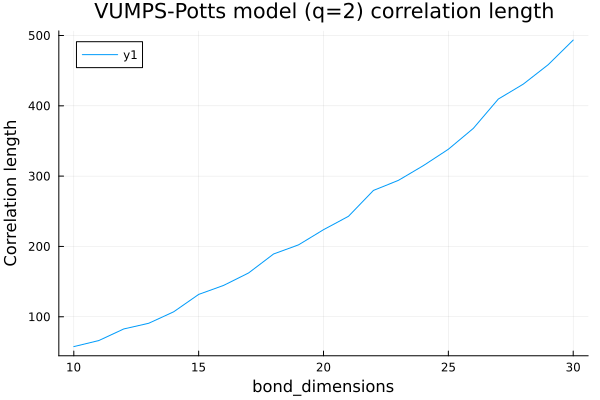 VUMPS-Potts model (q=2) correlation length
y1
500
400
300
200
100
Correlation length
10 15 20 25 30
bond_dimensions